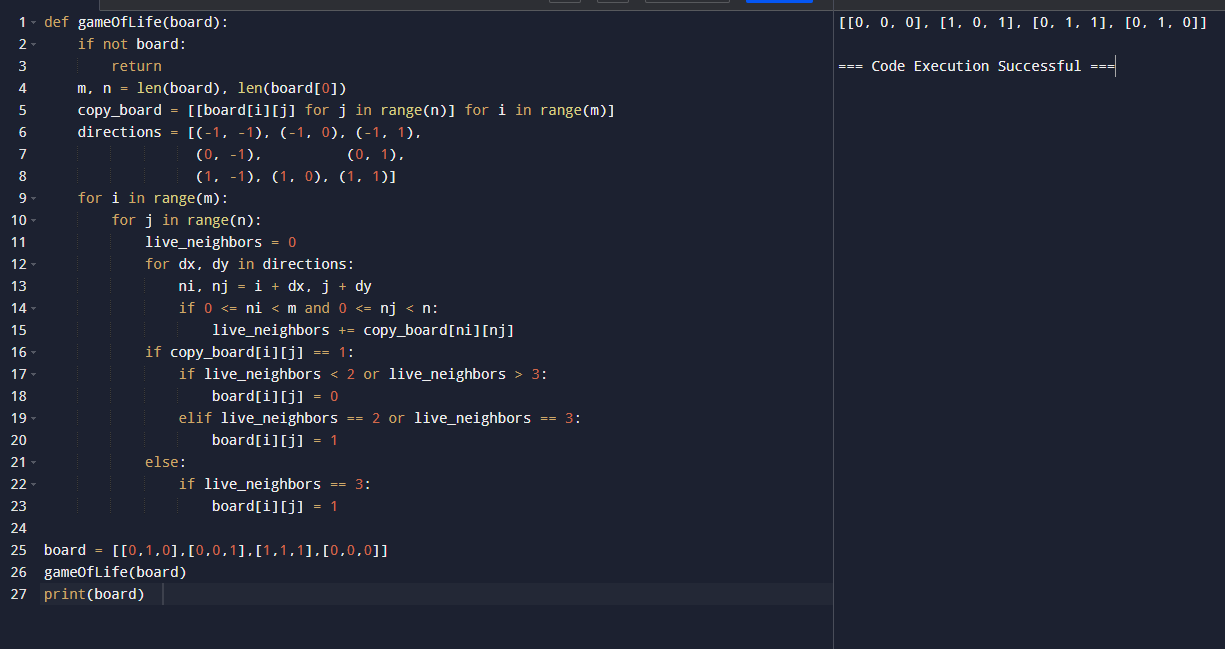 1 def gameOfLife(board):
2     if not board:
3         return
4     m, n = len(board), len(board[0])
5     copy_board = [[board[i][j] for j in range(n)] for i in range(m)]
6     directions = [(-1, -1), (-1, 0), (-1, 1),
7                   (0, -1),          (0, 1),
8                   (1, -1), (1, 0), (1, 1)]
9     for i in range(m):
10         for j in range(n):
11             live_neighbors = 0
12             for dx, dy in directions:
13                 ni, nj = i + dx, j + dy
14                 if 0 <= ni < m and 0 <= nj < n:
15                     live_neighbors += copy_board[ni][nj]
16             if copy_board[i][j] == 1:
17                 if live_neighbors < 2 or live_neighbors > 3:
18                     board[i][j] = 0
19                 elif live_neighbors == 2 or live_neighbors == 3:
20                     board[i][j] = 1
21             else:
22                 if live_neighbors == 3:
23                     board[i][j] = 1
24
25 board = [[0,1,0],[0,0,1],[1,1,1],[0,0,0]]
26 gameOfLife(board)
27 print(board)
[[0, 0, 0], [1, 0, 1], [0, 1, 1], [0, 1, 0]]
=== Code Execution Successful ===